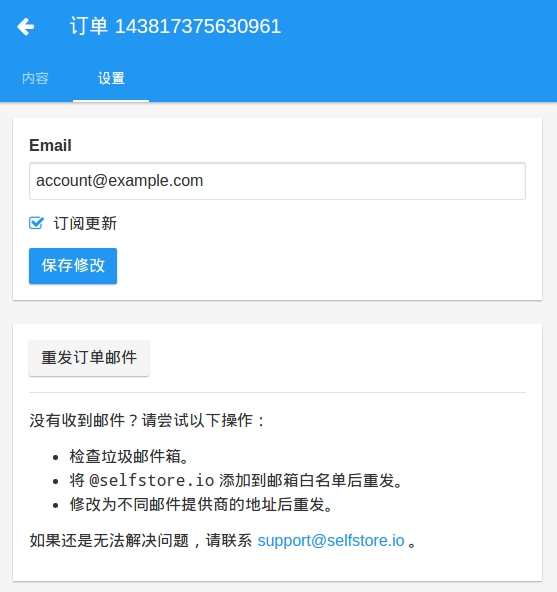 订单 143817375630961
内容 设置
Email
account@example.com
订阅更新
保存修改
重发订单邮件
没有收到邮件？请尝试以下操作：
检查垃圾邮件箱。
将 @selfstore.io 添加到邮箱白名单后重发。
修改为不同邮件提供商的地址后重发。
如果还是无法解决问题，请联系 support@selfstore.io 。